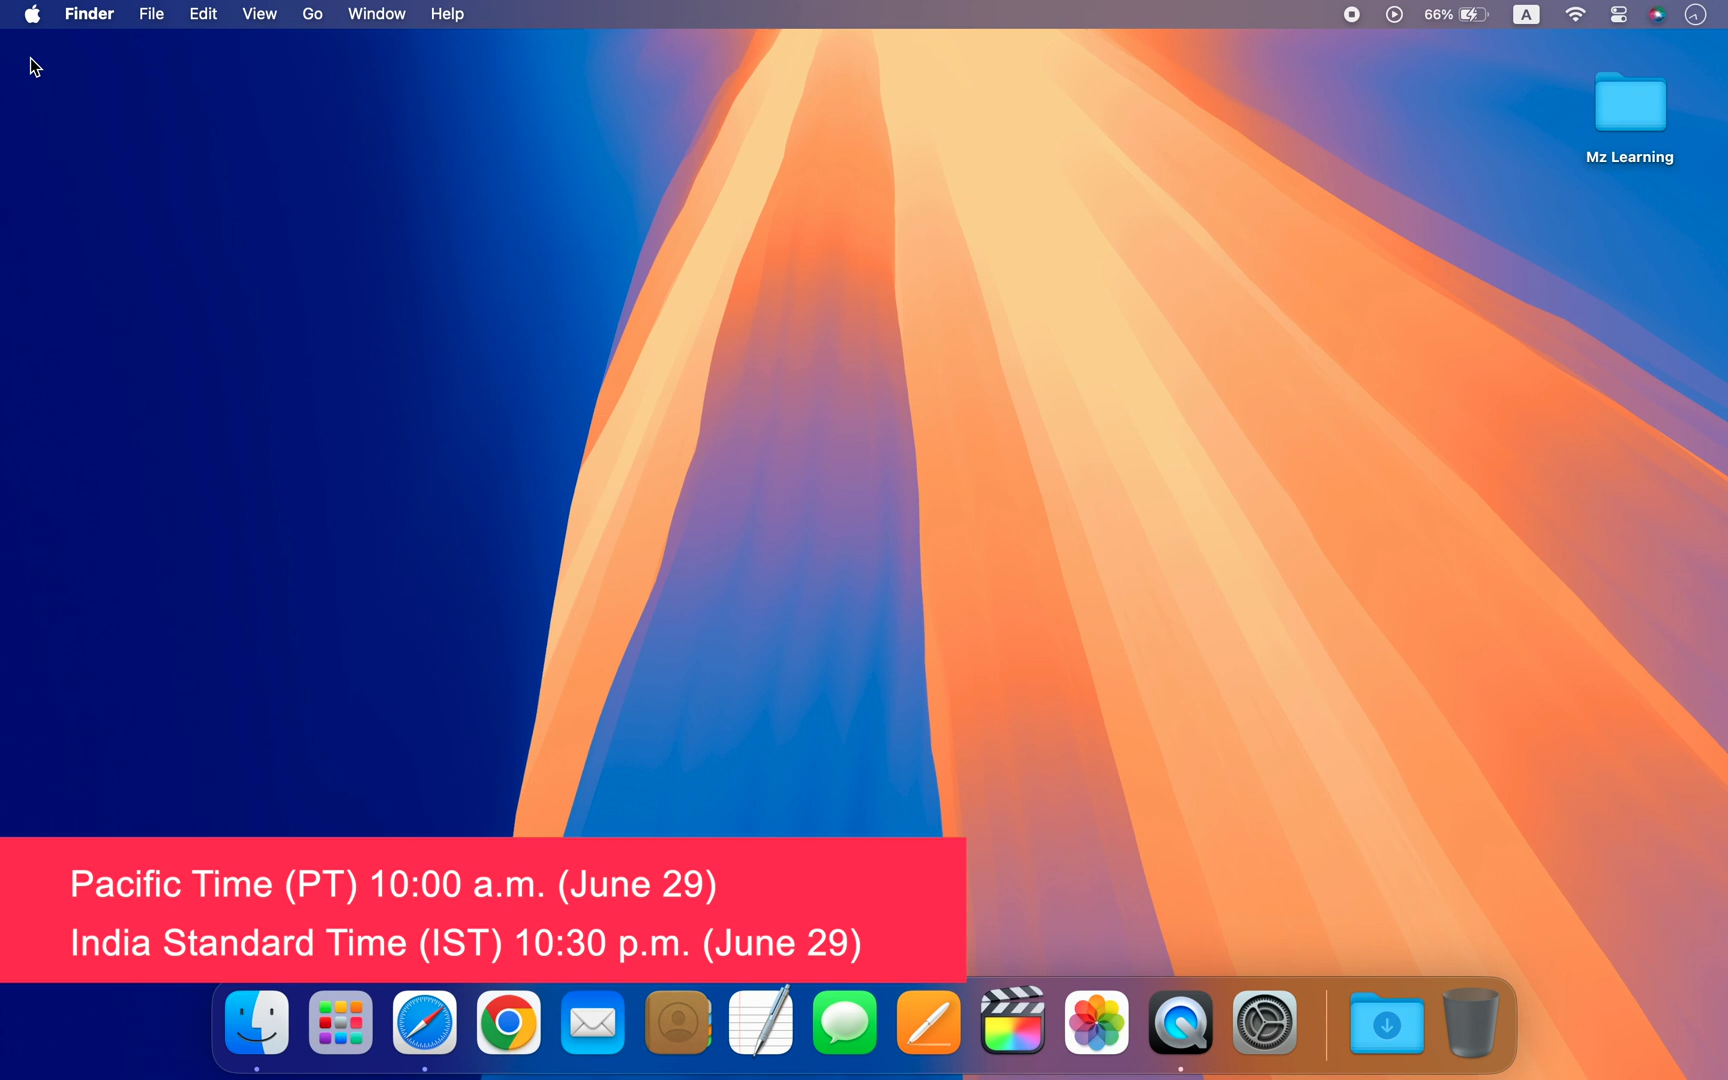 Finder File Edit View Go Window Help 66% A
Mz Learning
Pacific Time (PT) 10:00 a.m. (June 29)
India Standard Time (IST) 10:30 p.m. (June 29)